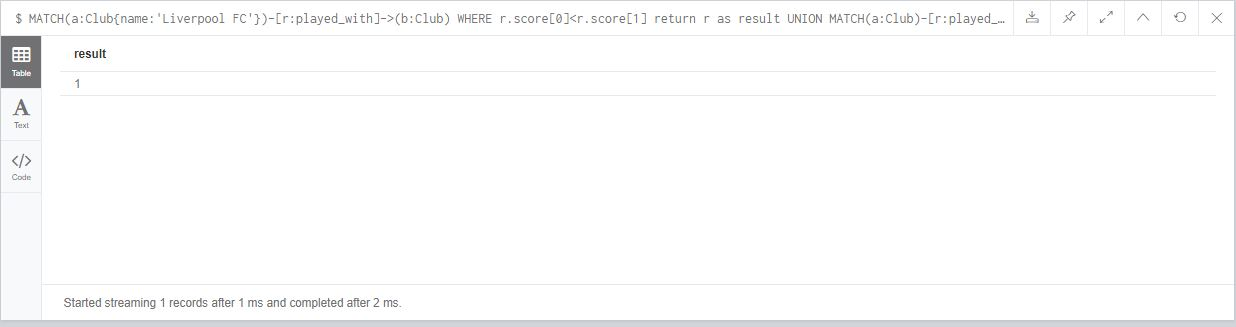 $ MATCH(a:Club{name:'Liverpool FC'})-[r:played_with]->(b:Club) WHERE r.score[0]<r.score[1] return r as result UNION MATCH(a:Club)-[r:played_…
Table
result
1
A
Text
</>
Code
Started streaming 1 records after 1 ms and completed after 2 ms.